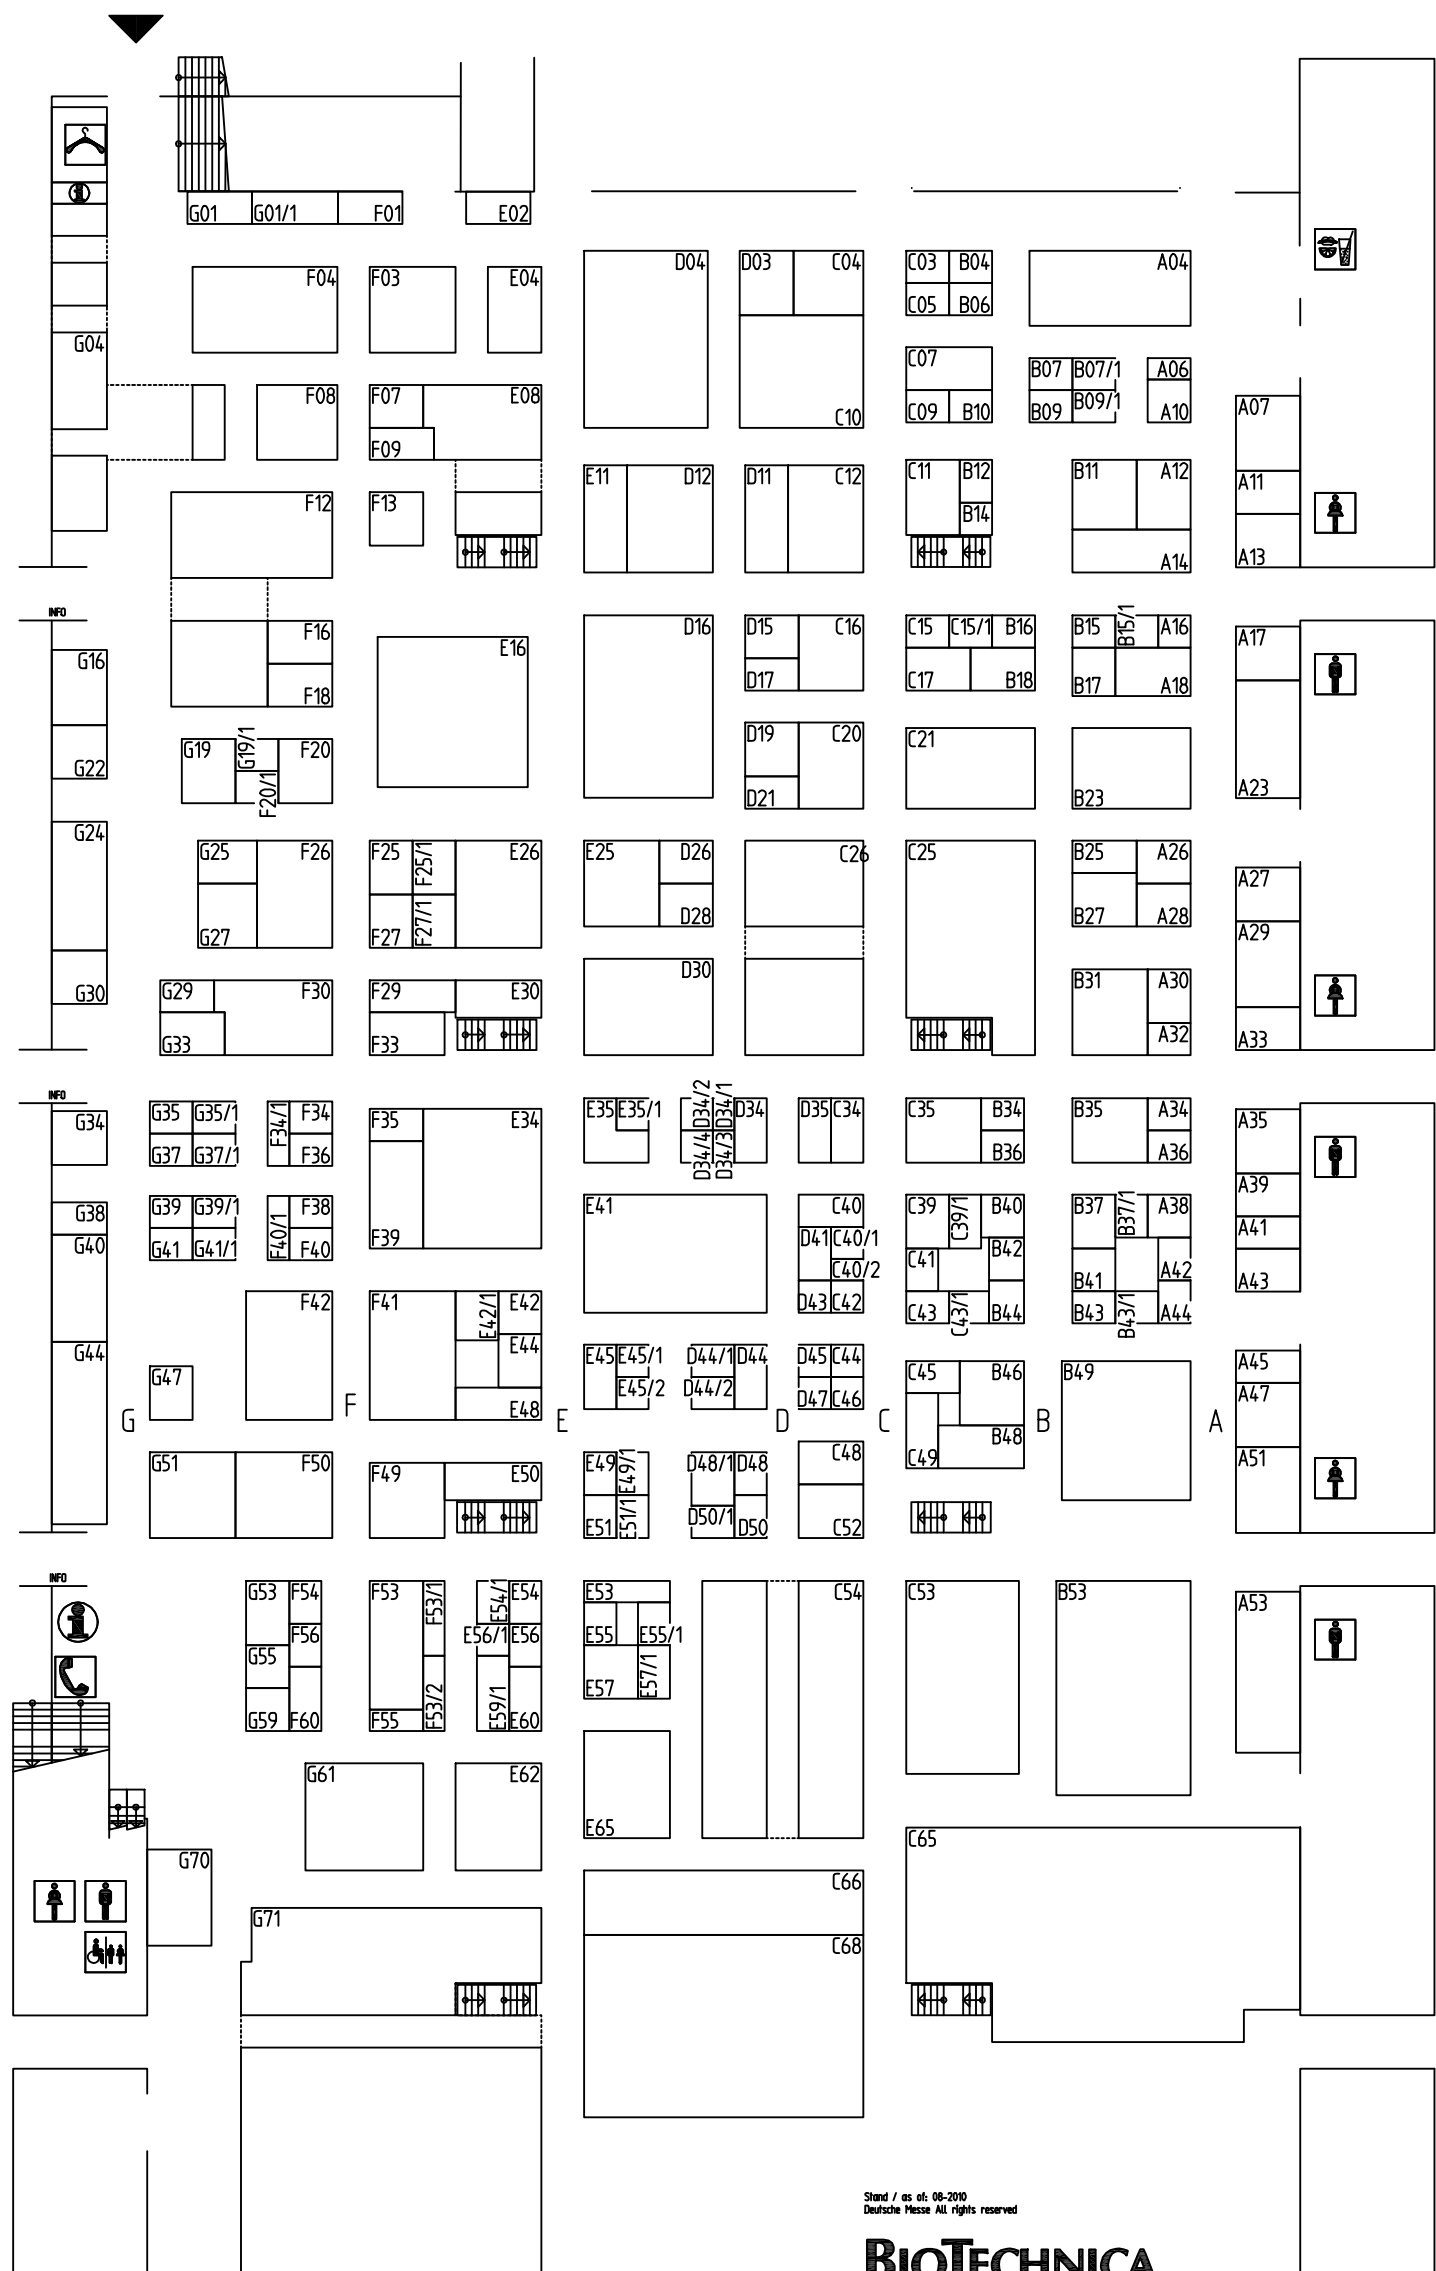 G01 G01/1 F01 E02
D04 D03 C04 C03 B04 A04
F04 F03 E04
C05 B06
G04
C07
B07 B07/1 A06
F08 F07 E08
C10 C09 B10 B09 B09/1 A10
A07
F09
E11 D12 D11 C12 C11 B12 B11 A12
A11
F12 F13
B14
A13
A14
INFO
D16 D15 C16 C15 C15/1 B16 B15 B15/1 A16
F16
A17
E16
G16
D17 C17 B18 B17 A18
F18
D19 C20 C21
G19 G19/1 F20
G22
F20/1
D21 B23
A23
G24
G25 F26 F25 F25/1 E26 E25 D26 C26 C25 B25 A26
A27
D28 B27 A28
G27 F27 F27/1
A29
D30
B31 A30
G30 G29 F30 F29 E30
G33 F33
A32 A33
INFO
G34 G35 G35/1 F34/1 F34 F35 E34 E35 E35/1 D34/2 D34/1 D34 D35 C34 C35 B34 B35 A34
A35
G37 G37/1 F36 D34/4 D34/3 B36 A36
A39
G38 G39 G39/1 F38 E41 C40 C39 C39/1 B40 B37 B37/1 A38
A41
G40 G41 G41/1 F40/1 F40 F39 D41 C40/1 C41 B42
C40/2 B41 A42 A43
F42 F41 E42/1 E42 D43 C42 C43 C43/1 B44 B43 B43/1 A44
E44
G44 E45 E45/1 D44/1 D44 D45 C44
A45
G47 C45 B46 B49
E45/2 D44/2 D47 C46
A47
E48
G F E D C B A
B48
C48 C49 A51
G51 F50 F49 E50 E49 E49/1 D48/1 D48
E51 E51/1 D50/1 D50 C52
INFO
G53 F54 F53 F53/1 E54/1 E54 E53 C54 C53 B53
A53
F56 E56/1 E56 E55 E55/1
G55
E57 E57/1
G59 F60 F55 F53/2 E59/1 E60
G61 E62
E65 C65
G70 C66
G71
C68
Stand / as of: 08-2010
Deutsche Messe All rights reserved
BIOTECHNICA